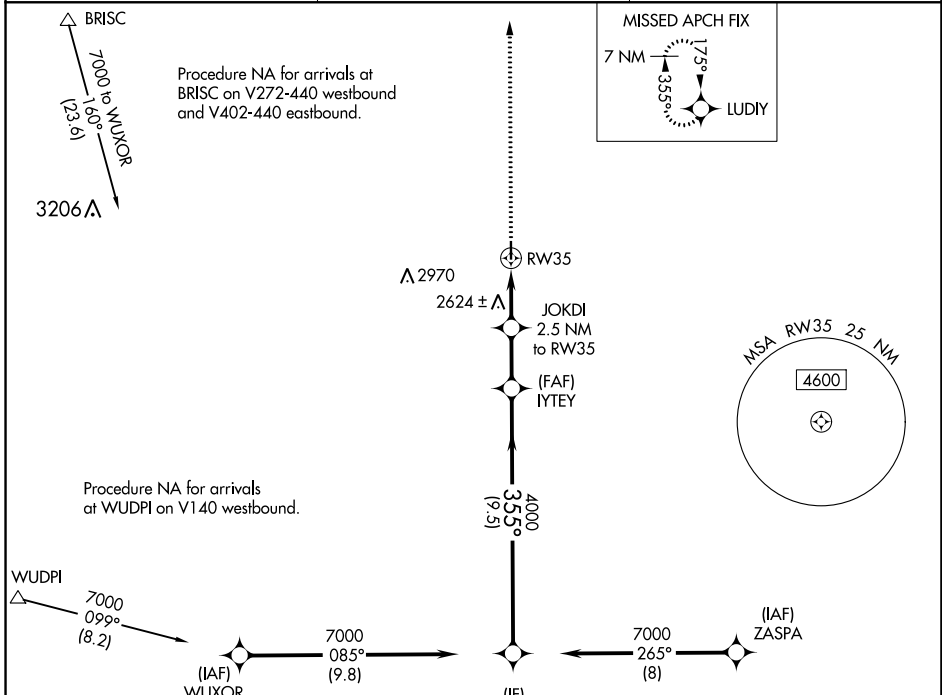 BRISC
7000 to WUXOR
160°
(23.6)
Procedure NA for arrivals at
BRISC on V272-440 westbound
and V402-440 eastbound.
MISSED APCH FIX
7 NM
175°
355°
LUDIY
3206
RW35
2970
2624 ±
JOKDI
2.5 NM
to RW35
(FAF)
IYTEY
MSA RW35 25 NM
4600
4000
355°
(9.5)
Procedure NA for arrivals
at WUDPI on V140 westbound.
WUDPI
7000
099°
(8.2)
(IAF)
WUXOR
7000
085°
(9.8)
(IF)
7000
265°
(8)
(IAF)
ZASPA